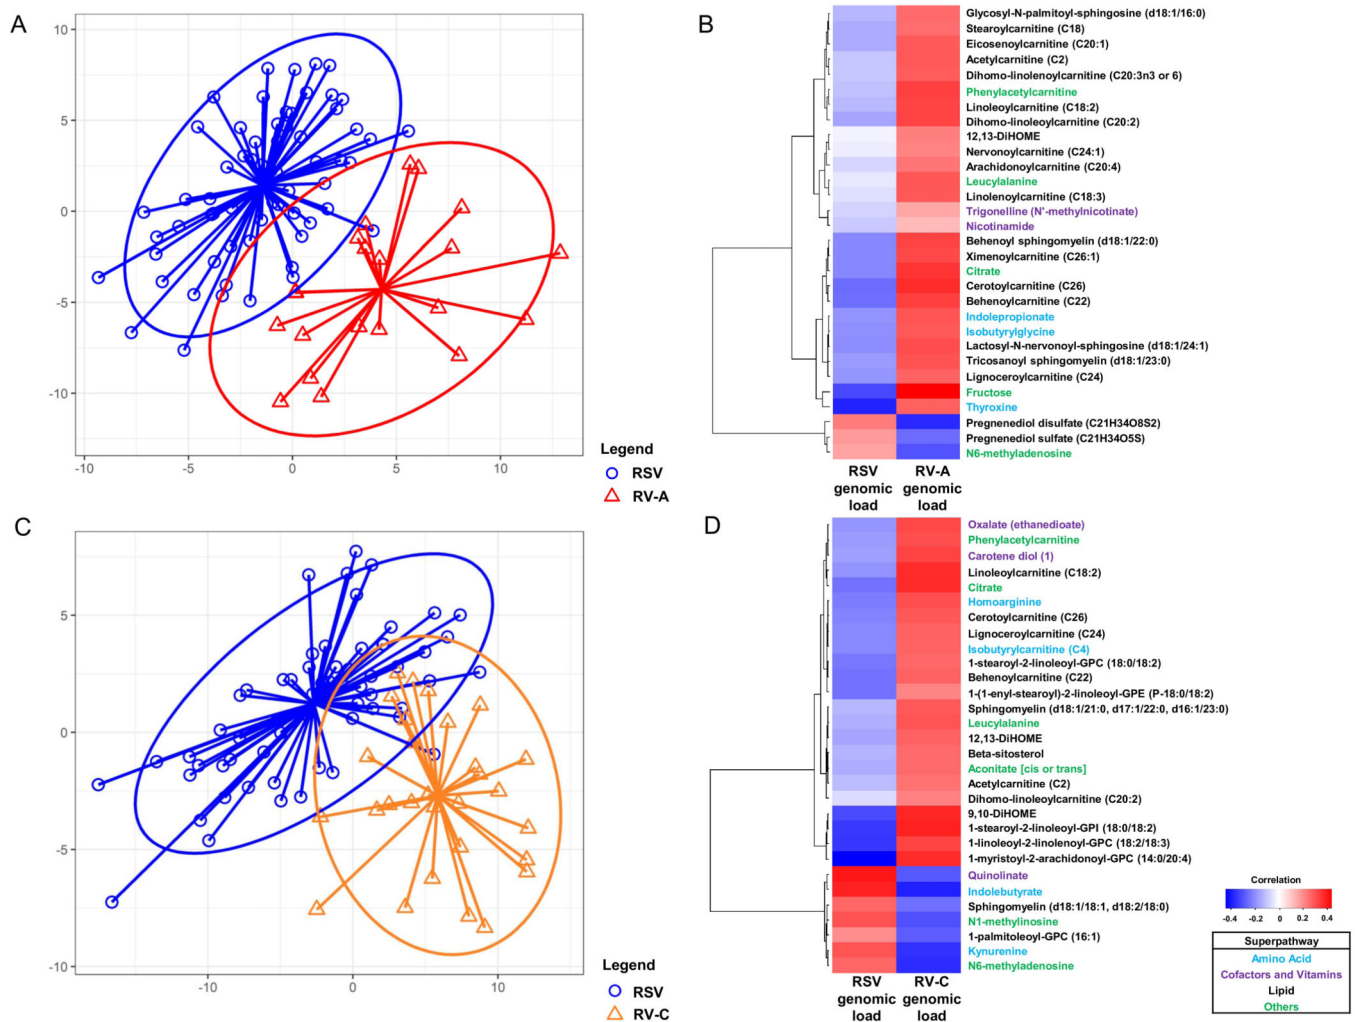 A
10
5
0
-5
-10
-10
-5
0
5
10
Legend
RSV
RV-A
B
Glycosyl-N-palmitoyl-sphingosine (d18:1/16:0)
Stearoylcarnitine (C18)
Eicosenoylcarnitine (C20:1)
Acetylcarnitine (C2)
Dihomo-linolenoylcarnitine (C20:3n3 or 6)
Phenylacetylcarnitine
Linoleoylcarnitine (C18:2)
Dihomo-linoleoylcarnitine (C20:2)
12,13-DiHOME
Nervonoylcarnitine (C24:1)
Arachidonoylcarnitine (C20:4)
Leucylalanine
Linolenoylcarnitine (C18:3)
Trigonelline (N'-methylnicotinate)
Nicotinamide
Behenoyl sphingomyelin (d18:1/22:0)
Ximenoylcarnitine (C26:1)
Citrate
Cerotoylcarnitine (C26)
Behenoylcarnitine (C22)
Indolepropionate
Isobutyrylglycine
Lactosyl-N-nervonoyl-sphingosine (d18:1/24:1)
Tricosanoyl sphingomyelin (d18:1/23:0)
Lignoceroylcarnitine (C24)
Fructose
Thyroxine
Pregnenediol disulfate (C21H34O8S2)
Pregnenediol sulfate (C21H34O5S)
N6-methyladenosine
RSV genomic load
RV-A genomic load
C
5
0
-5
-10
-10
0
10
Legend
RSV
RV-C
D
Oxalate (ethanedioate)
Phenylacetylcarnitine
Carotene diol (1)
Linoleoylcarnitine (C18:2)
Citrate
Homoarginine
Cerotoylcarnitine (C26)
Lignoceroylcarnitine (C24)
Isobutyrylcarnitine (C4)
1-stearoyl-2-linoleoyl-GPC (18:0/18:2)
Behenoylcarnitine (C22)
1-(1-enyl-stearoyl)-2-linoleoyl-GPE (P-18:0/18:2)
Sphingomyelin (d18:1/21:0, d17:1/22:0, d16:1/23:0)
Leucylalanine
12,13-DiHOME
Beta-sitosterol
Aconitate [cis or trans]
Acetylcarnitine (C2)
Dihomo-linoleoylcarnitine (C20:2)
9,10-DiHOME
1-stearoyl-2-linoleoyl-GPI (18:0/18:2)
1-linoleoyl-2-linolenoyl-GPC (18:2/18:3)
1-myristoyl-2-arachidonoyl-GPC (14:0/20:4)
Quinolinate
Indolebutyrate
Sphingomyelin (d18:1/18:1, d18:2/18:0)
N1-methylinosine
1-palmitoleoyl-GPC (16:1)
Kynurenine
N6-methyladenosine
RSV genomic load
RV-C genomic load
Correlation
-0.4 -0.2 0 0.2 0.4
Superpathway
Amino Acid
Cofactors and Vitamins
Lipid
Others